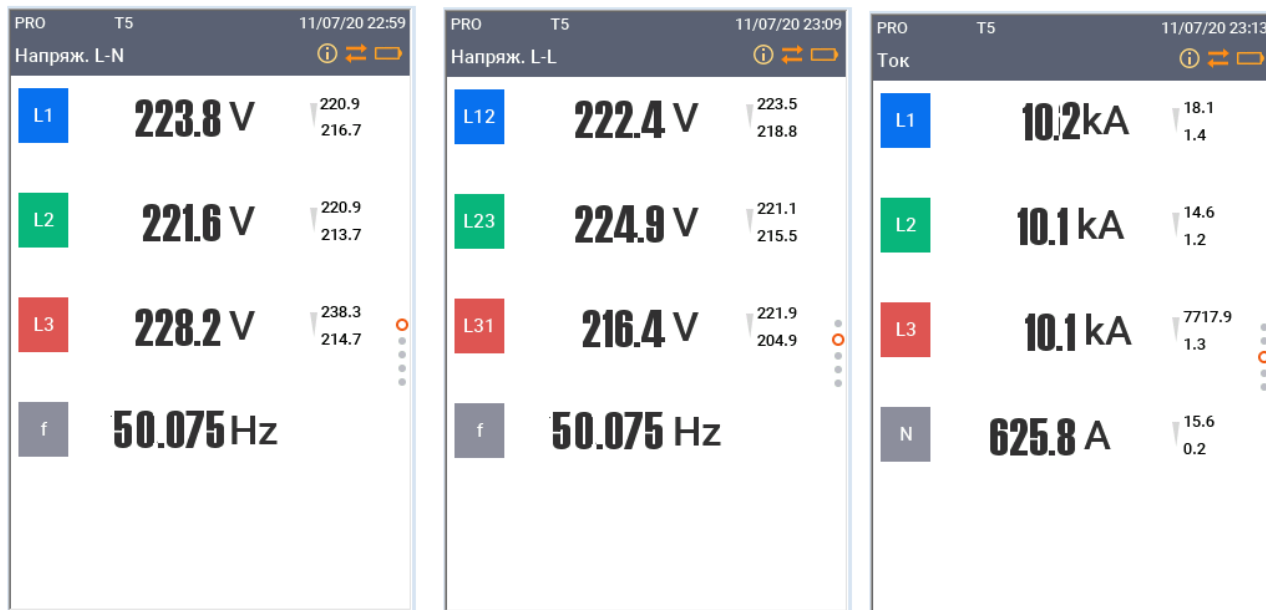 PRO T5 11/07/20 22:59
Напряж. L-N
L1 223.8 V 220.9
216.7
L2 221.6 V 220.9
213.7
L3 228.2 V 238.3
214.7
f 50.075 Hz
PRO T5 11/07/20 23:09
Напряж. L-L
L12 222.4 V 223.5
218.8
L23 224.9 V 221.1
215.5
L31 216.4 V 221.9
204.9
f 50.075 Hz
PRO T5 11/07/20 23:13
Ток
L1 10.2kA 18.1
1.4
L2 10.1 kA 14.6
1.2
L3 10.1 kA 7717.9
1.3
N 625.8 A 15.6
0.2